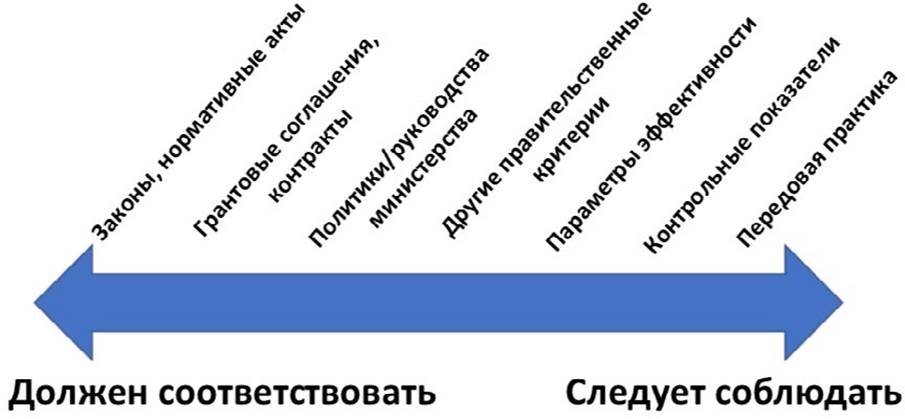 Законы, нормативные акты
Грантовые соглашения,
контракты
Политики/руководства
министерства
Другие правительственные
критерии
Параметры эффективности
Контрольные показатели
Передовая практика
Должен соответствовать
Следует соблюдать